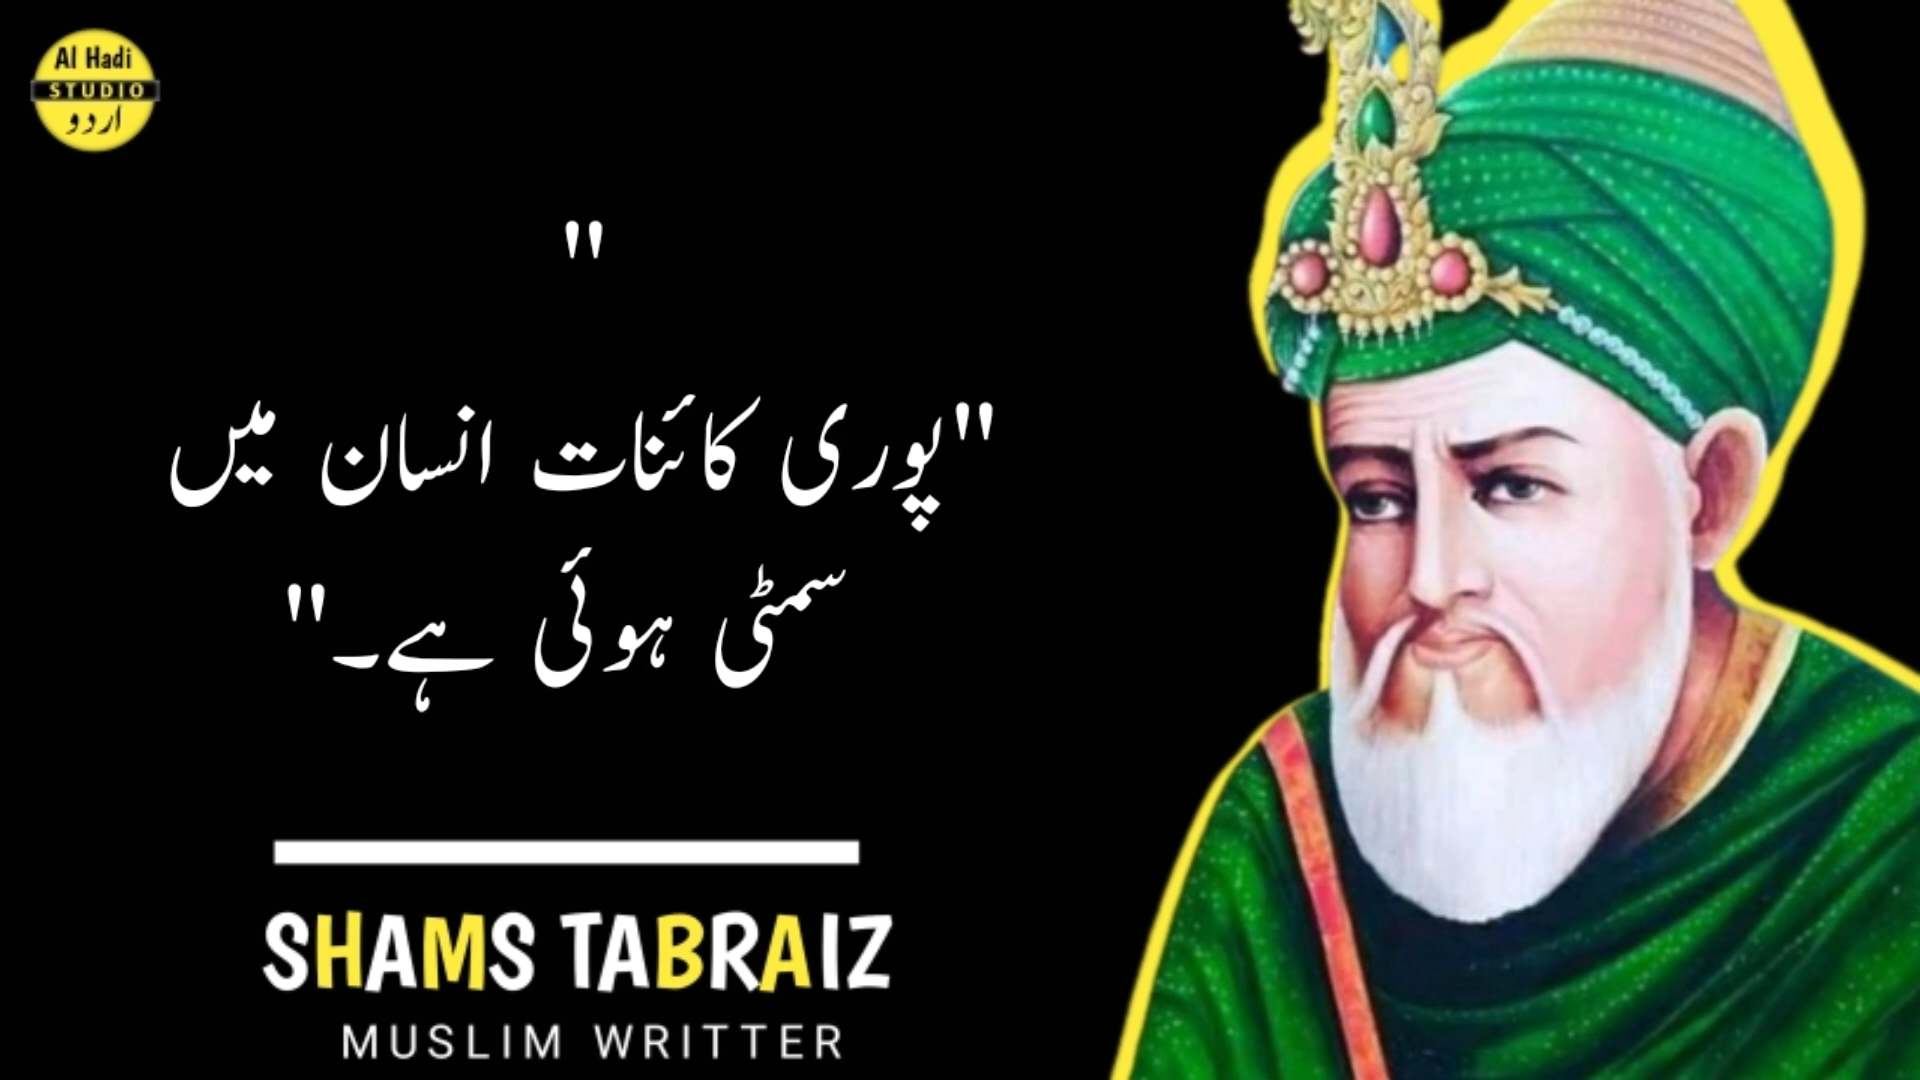 Al Hadi
STUDIO
اردو
"
"پوری کائنات انسان میں
سمٹی ہوئی ہے۔"
SHAMS TABRAIZ
MUSLIM WRITTER